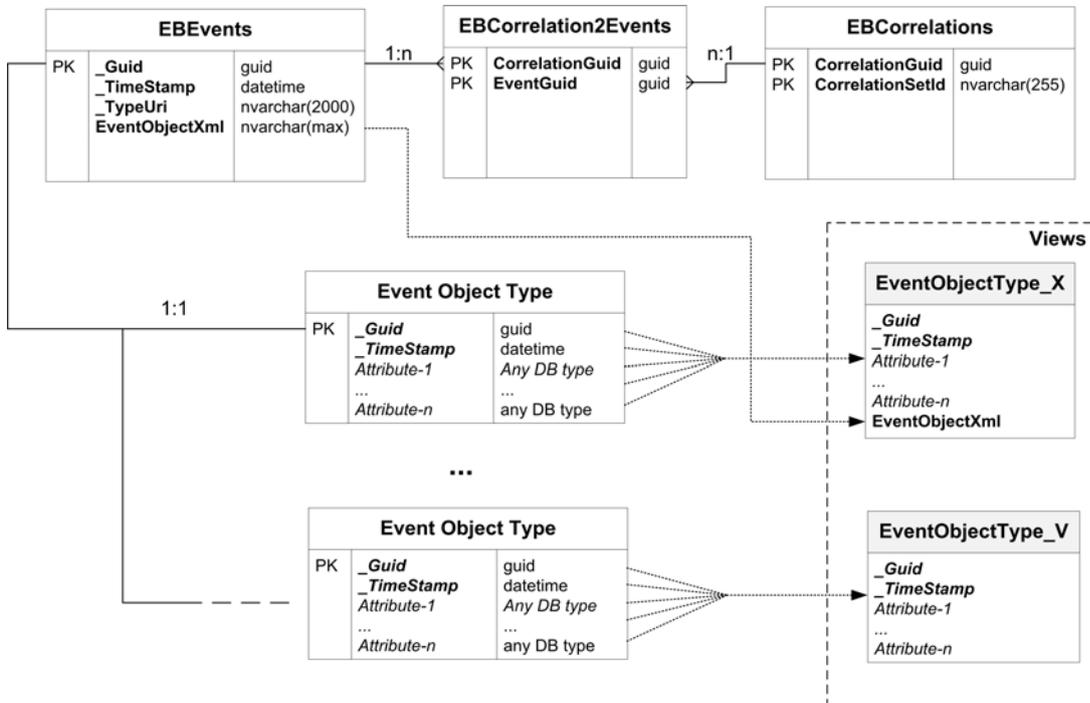 EBEvents
PK _Guid guid
_TimeStamp datetime
_TypeUri nvarchar(2000)
EventObjectXml nvarchar(max)
1:n
EBCorrelation2Events
PK CorrelationGuid guid
PK EventGuid guid
n:1
EBCorrelations
PK CorrelationGuid guid
PK CorrelationSetId nvarchar(255)
Views
1:1
Event Object Type
PK _Guid guid
_TimeStamp datetime
Attribute-1 Any DB type
... ...
Attribute-n any DB type
EventObjectType_X
_Guid
_TimeStamp
Attribute-1
...
Attribute-n
EventObjectXml
...
Event Object Type
PK _Guid guid
_TimeStamp datetime
Attribute-1 Any DB type
... ...
Attribute-n any DB type
EventObjectType_V
_Guid
_TimeStamp
Attribute-1
...
Attribute-n